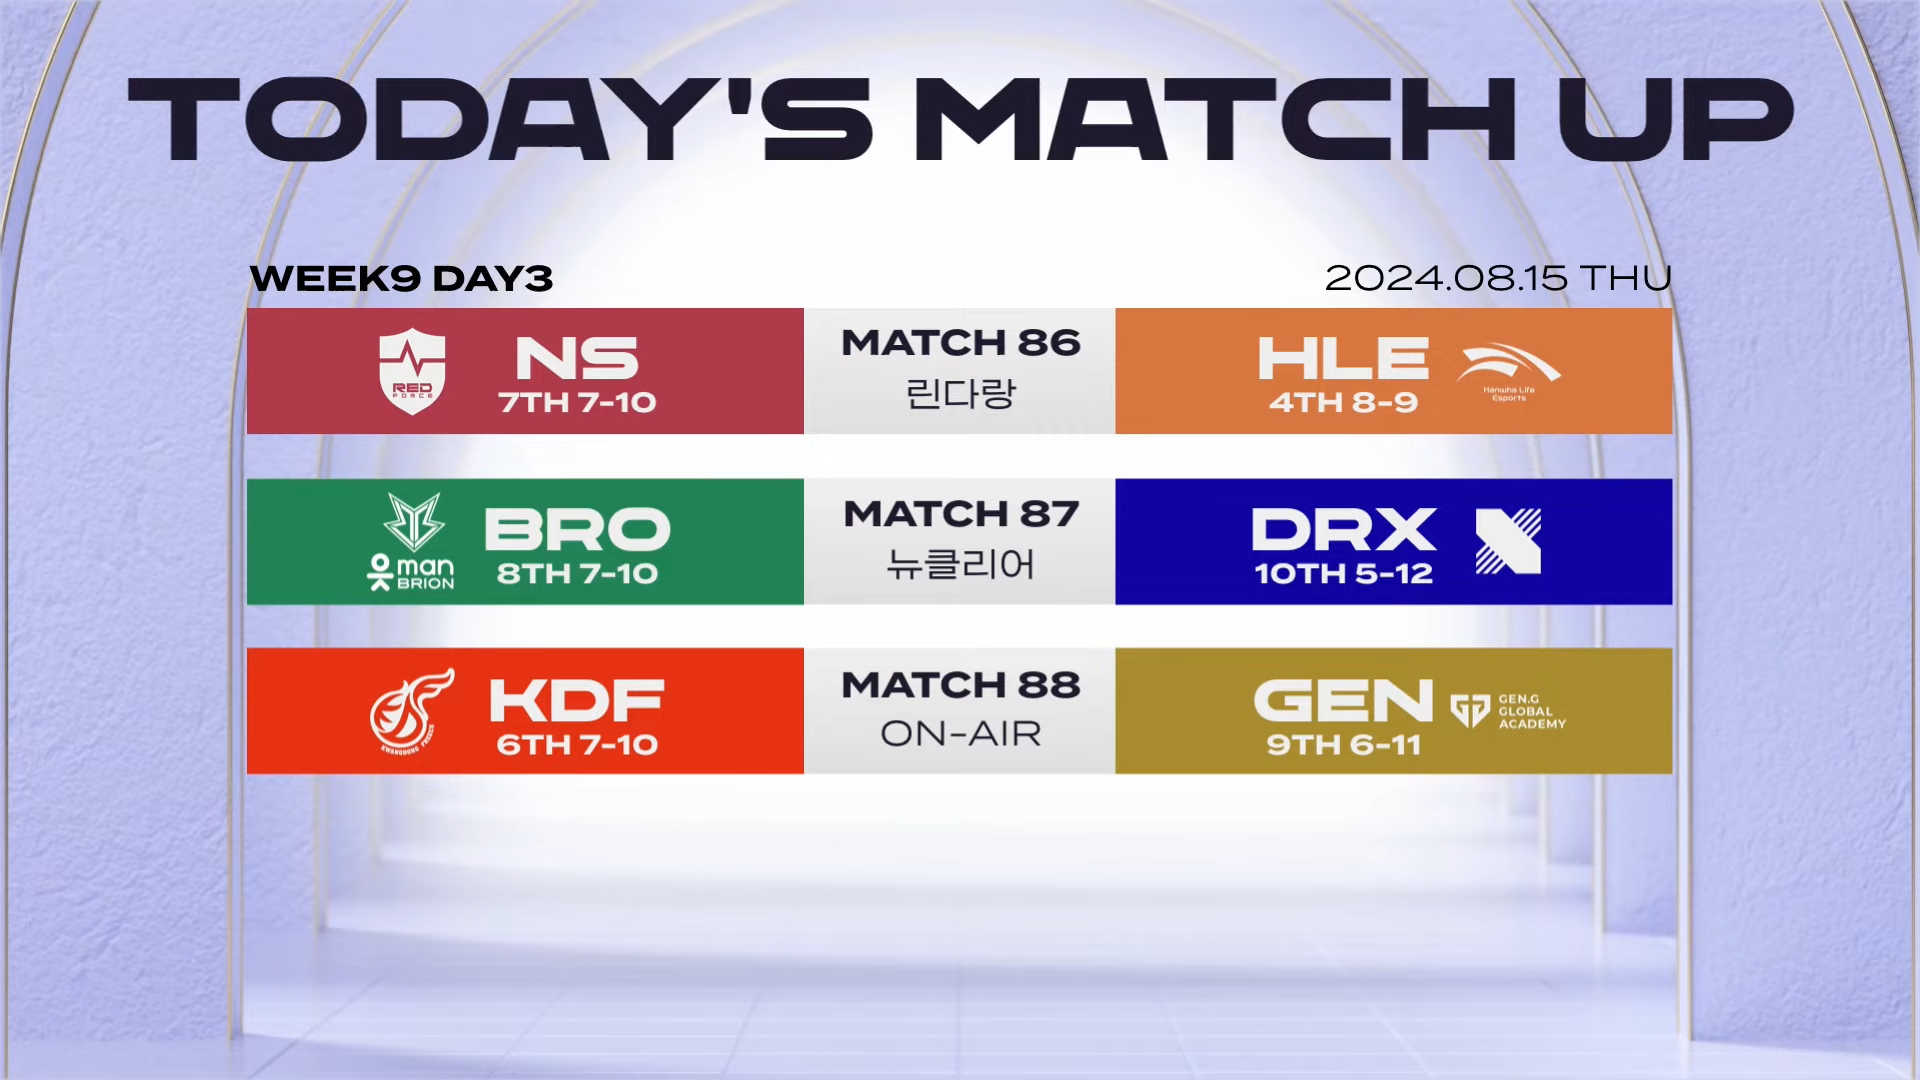 TODAY'S MATCH UP
WEEK9 DAY3
2024.08.15 THU
RED
FORCE
NS
7TH 7-10
MATCH 86
린다랑
HLE
4TH 8-9
Hanwha Life
Esports
BRO
8TH 7-10
man
BRION
MATCH 87
뉴클리어
DRX
10TH 5-12
KWANGDONG FREECS
KDF
6TH 7-10
MATCH 88
ON-AIR
GEN
9TH 6-11
GEN.G
GLOBAL
ACADEMY